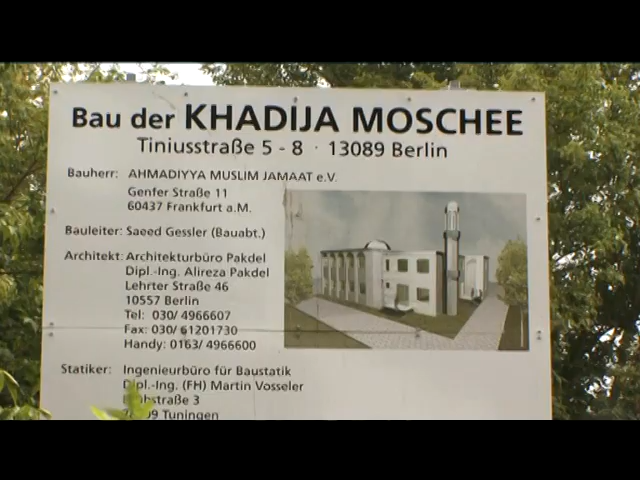 Bau der KHADIJA MOSCHEE
Tiniusstraße 5 - 8 · 13089 Berlin
Bauherr: AHMADIYYA MUSLIM JAMAAT e.V.
Genfer Straße 11
60437 Frankfurt a.M.
Bauleiter: Saeed Gessler (Bauabt.)
Architekt: Architekturbüro Pakdel
Dipl.-Ing. Alireza Pakdel
Lehrter Straße 46
10557 Berlin
Tel: 030/ 4966607
Fax: 030/ 61201730
Handy: 0163/ 4966600
Statiker: Ingenieurbüro für Baustatik
Dipl.-Ing. (FH) Martin Vosseler
3
Tuningen